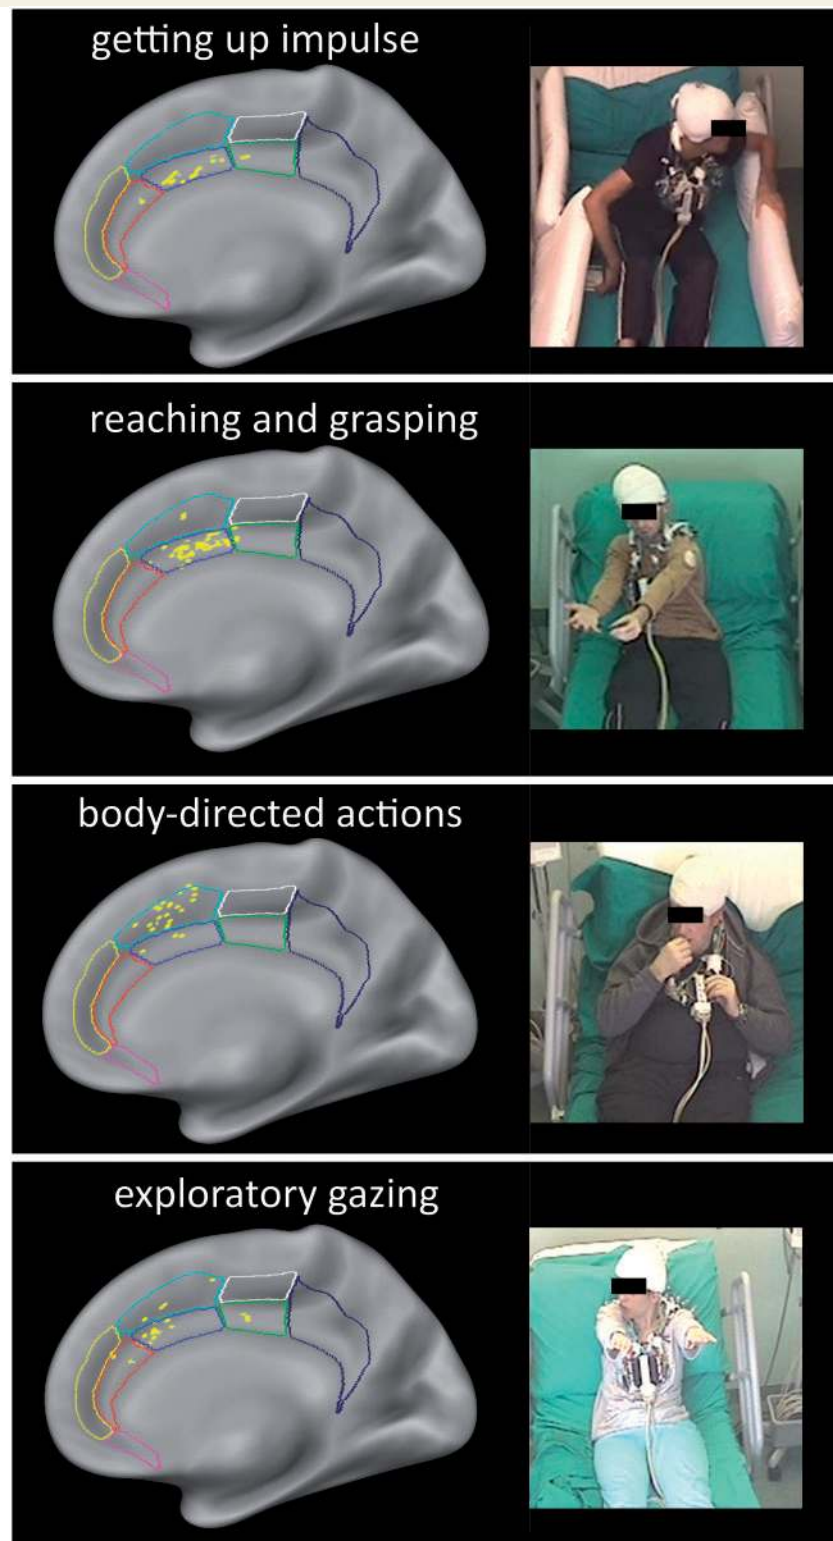 getting up impulse
reaching and grasping
body-directed actions
exploratory gazing